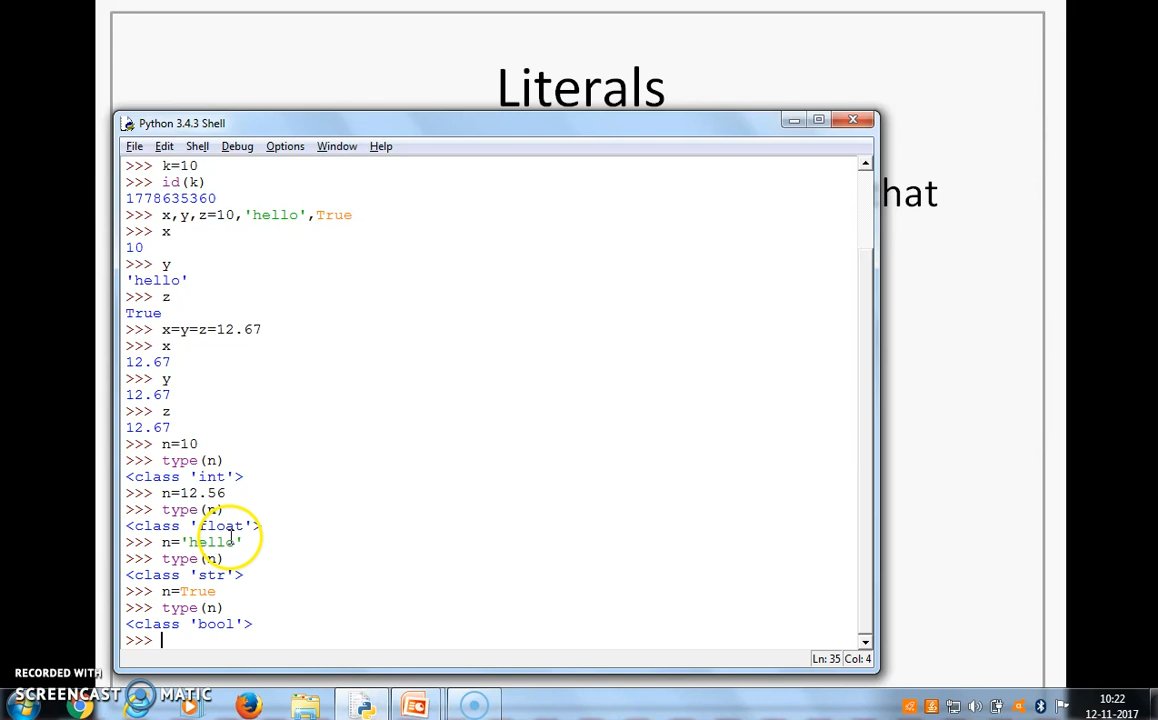 Literals
hat
Python 3.4.3 Shell
File Edit Shell Debug Options Window Help
>>> k=10
>>> id(k)
1778635360
>>> x,y,z=10,'hello',True
>>> x
10
>>> y
'hello'
>>> z
True
>>> x=y=z=12.67
>>> x
12.67
>>> y
12.67
>>> z
12.67
>>> n=10
>>> type(n)
<class 'int'>
>>> n=12.56
>>> type(n)
<class 'float'>
>>> n='hello'
>>> type(n)
<class 'str'>
>>> n=True
>>> type(n)
<class 'bool'>
>>>
Ln: 35 Col: 4
RECORDED WITH
SCREENCAST MATIC
10:22
12-11-2017